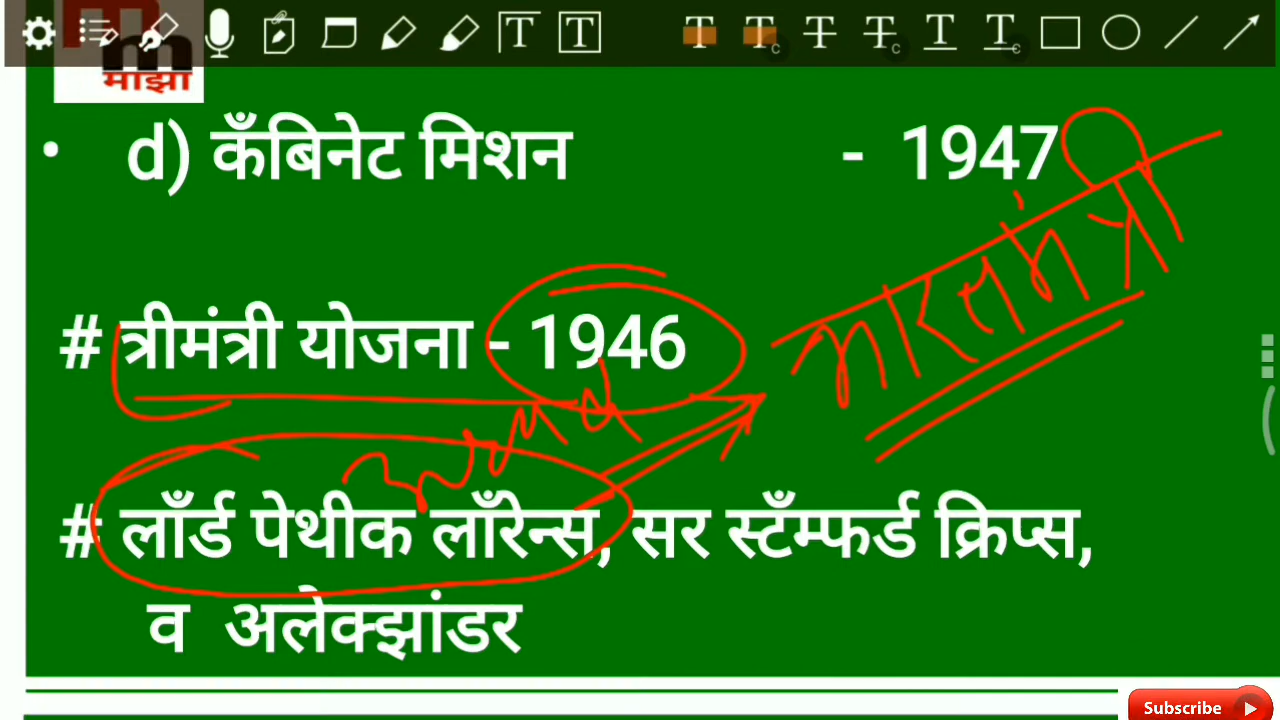 माझा
• d) कँबिनेट मिशन - 1947
# त्रीमंत्री योजना - 1946
भारतमंत्री
# लाँर्ड पेथीक लाँरेन्स, सर स्टँम्फर्ड क्रिप्स,
व अलेक्झांडर
Subscribe